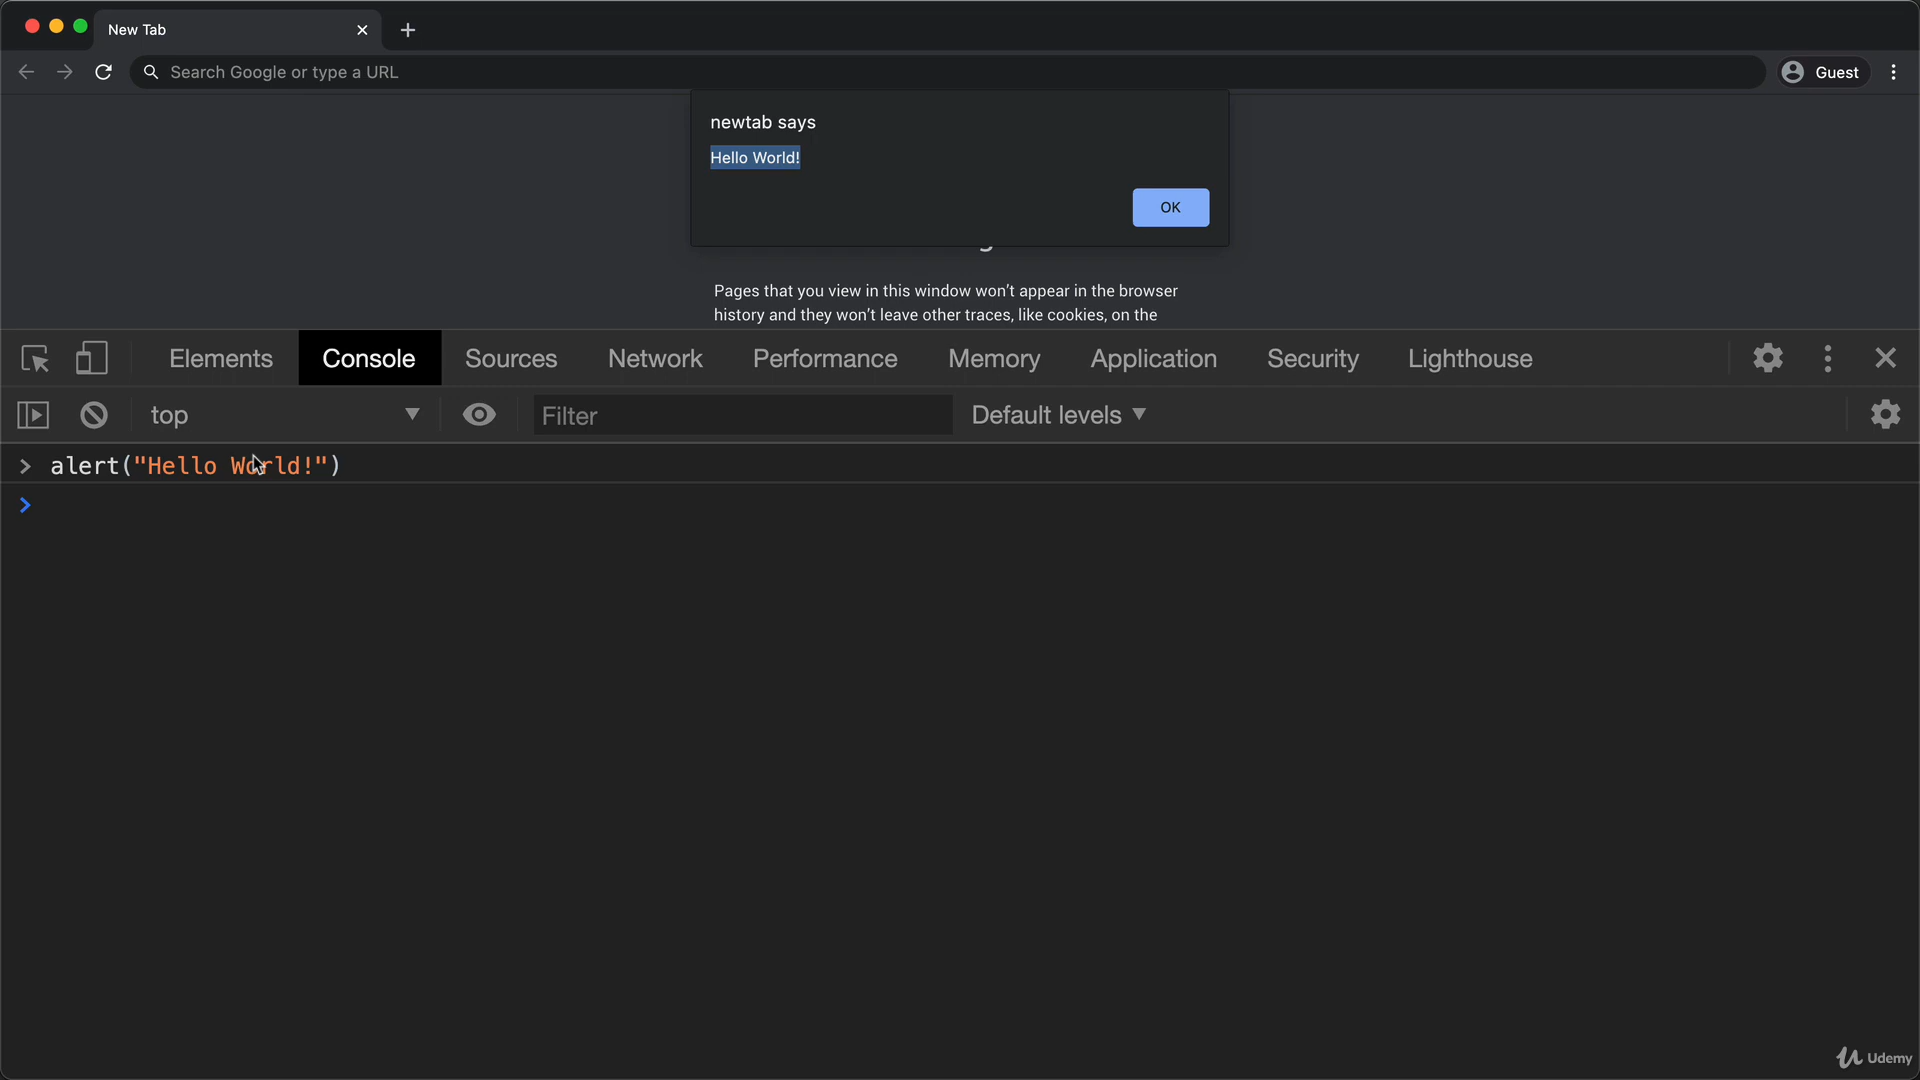 New Tab
Search Google or type a URL
Guest
newtab says
Hello World!
OK
Pages that you view in this window won’t appear in the browser
history and they won’t leave other traces, like cookies, on the
Elements Console Sources Network Performance Memory Application Security Lighthouse
top Filter Default levels
> alert("Hello World!")
>
Udemy